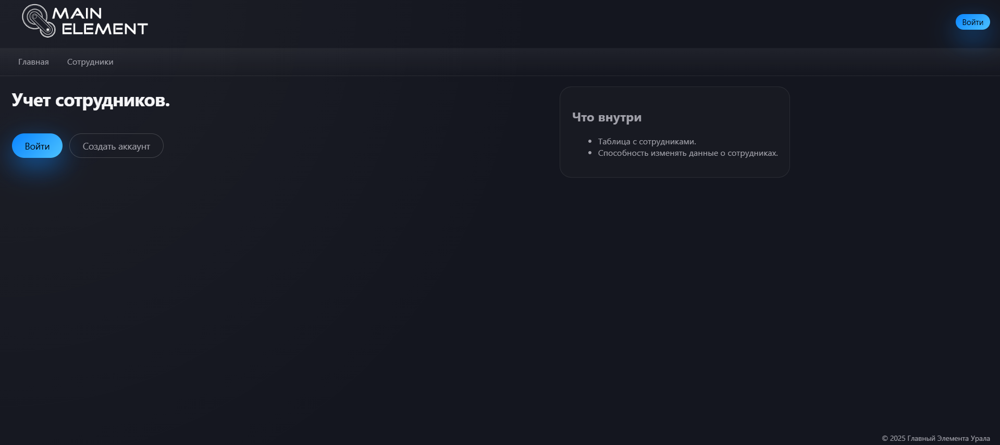 MAIN
ELEMENT
Войти
Главная Сотрудники
Учет сотрудников.
Войти Создать аккаунт
Что внутри
Таблица с сотрудниками.
Способность изменять данные о сотрудниках.
© 2025 Главный Элемента Урала